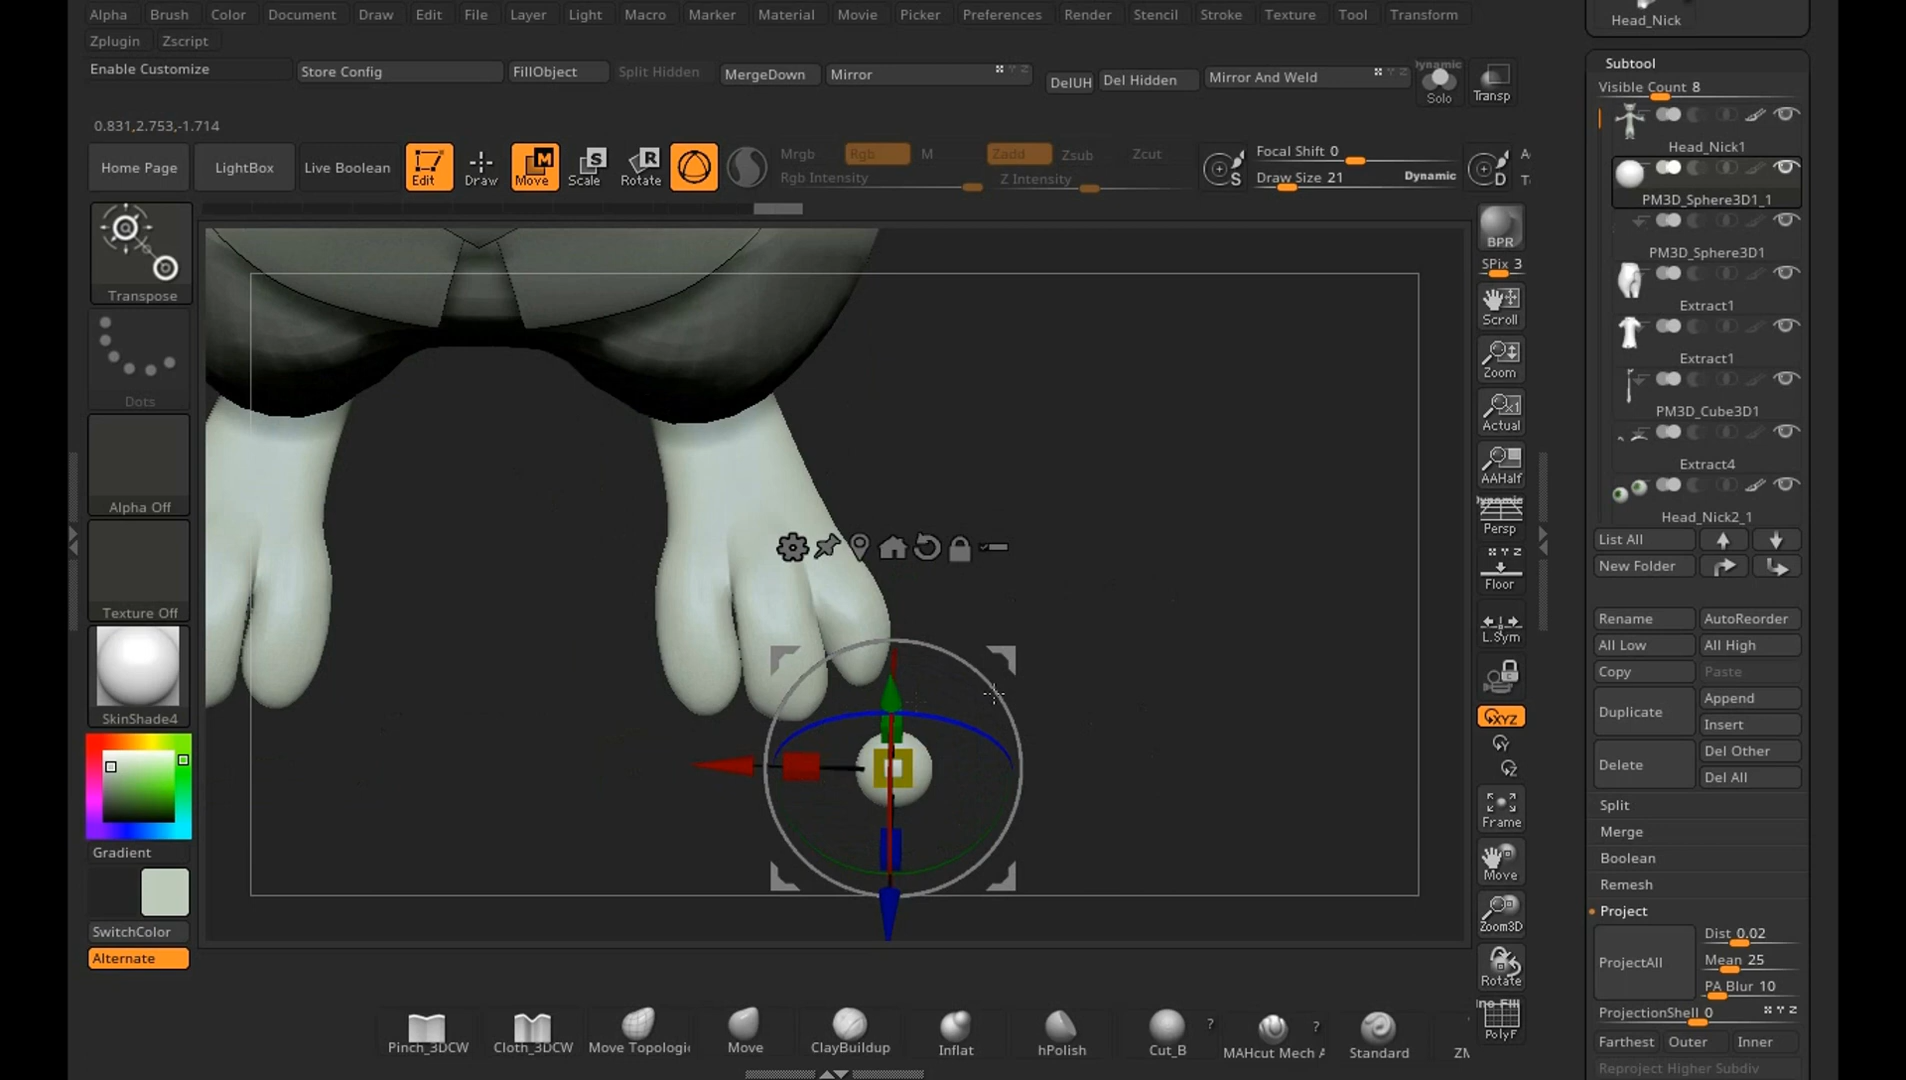 Alpha Brush Color Document Draw Edit File Layer Light Macro Marker Material Movie Picker Preferences Render Stencil Stroke Texture Tool Transform
Zplugin Zscript
Enable Customize Store Config FillObject Split Hidden MergeDown Mirror DelUH Del Hidden Mirror And Weld Dynamic Solo Transp
0.831,2.753,-1.714
Home Page LightBox Live Boolean Edit Draw Move Scale Rotate
Mrgb Rgb M Zadd Zsub Zcut
Rgb Intensity Z Intensity
Focal Shift 0
Draw Size 21 Dynamic
S D
Transpose
Dots
Alpha Off
Texture Off
SkinShade4
Gradient
SwitchColor
Alternate
BPR
SPix 3
Scroll
Zoom
Actual
AAHalf
Dynamic
Persp
Floor
L.Sym
XYZ
Y
Z
Frame
Move
Zoom3D
Rotate
PolyF
Head_Nick
Subtool
Visible Count 8
Head_Nick1
PM3D_Sphere3D1_1
PM3D_Sphere3D1
Extract1
Extract1
PM3D_Cube3D1
Extract4
Head_Nick2_1
List All
New Folder
Rename AutoReorder
All Low All High
Copy Paste
Duplicate Append
Insert
Delete Del Other
Del All
Split
Merge
Boolean
Remesh
Project
ProjectAll Dist 0.02
Mean 25
PA Blur 10
ProjectionShell 0
Farthest Outer Inner
Reproject Higher Subdiv
Pinch_3DCW Cloth_3DCW Move Topologi Move ClayBuildup Inflat hPolish Cut_B ? MAHcut Mech A ? Standard